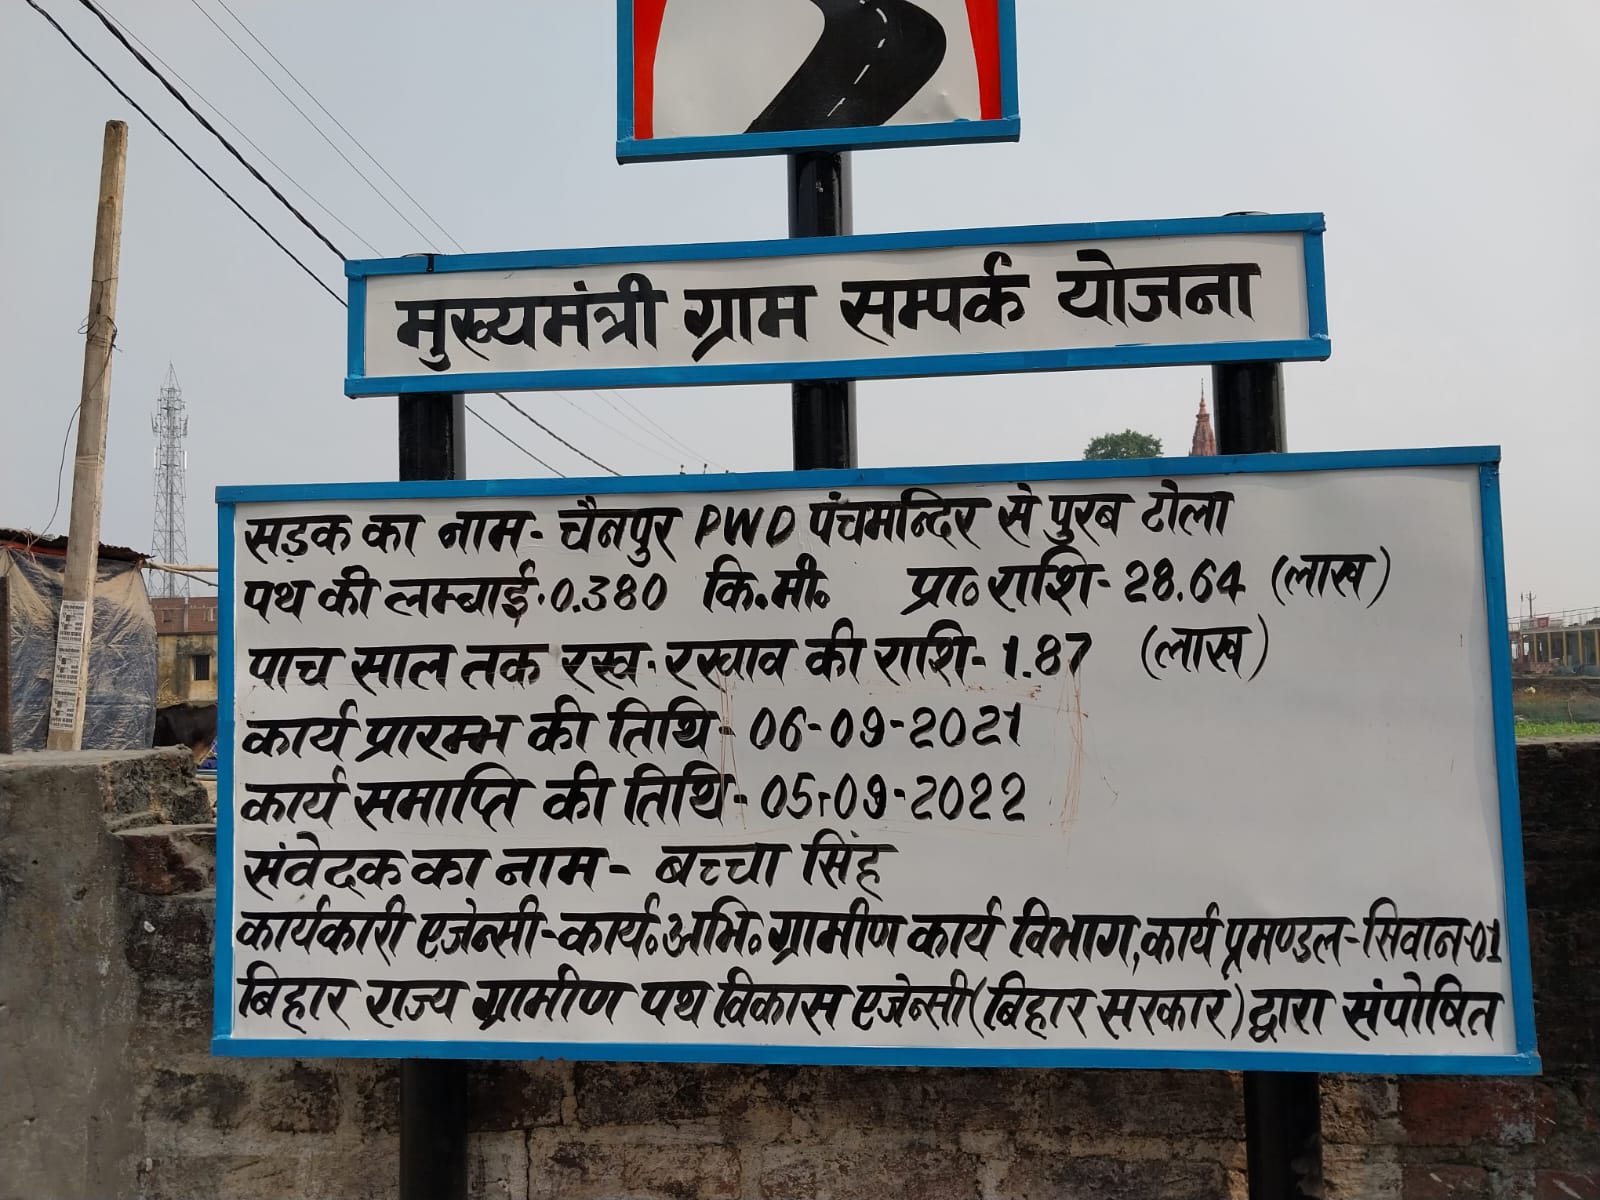 मुख्यमंत्री ग्राम सम्पर्क योजना
सड़क का नाम- चैनपुर PWD पंचमन्दिर से पुरब टोला
पथ की लम्बाई-0.380 कि.मी० प्रा० राशि- 28.64 (लाख)
पाच साल तक रख-रखाव की राशि- 1.87 (लाख)
कार्य प्रारम्भ की तिथि- 06-09-2021
कार्य समाप्ति की तिथि- 05-09-2022
संवेदक का नाम- बच्चा सिंह
कार्यकारी एजेन्सी-कार्य०अभि० ग्रामीण कार्य विभाग,कार्य प्रमण्डल-सिवान-01
बिहार राज्य ग्रामीण पथ विकास एजेन्सी(बिहार सरकार)द्वारा संपोषित